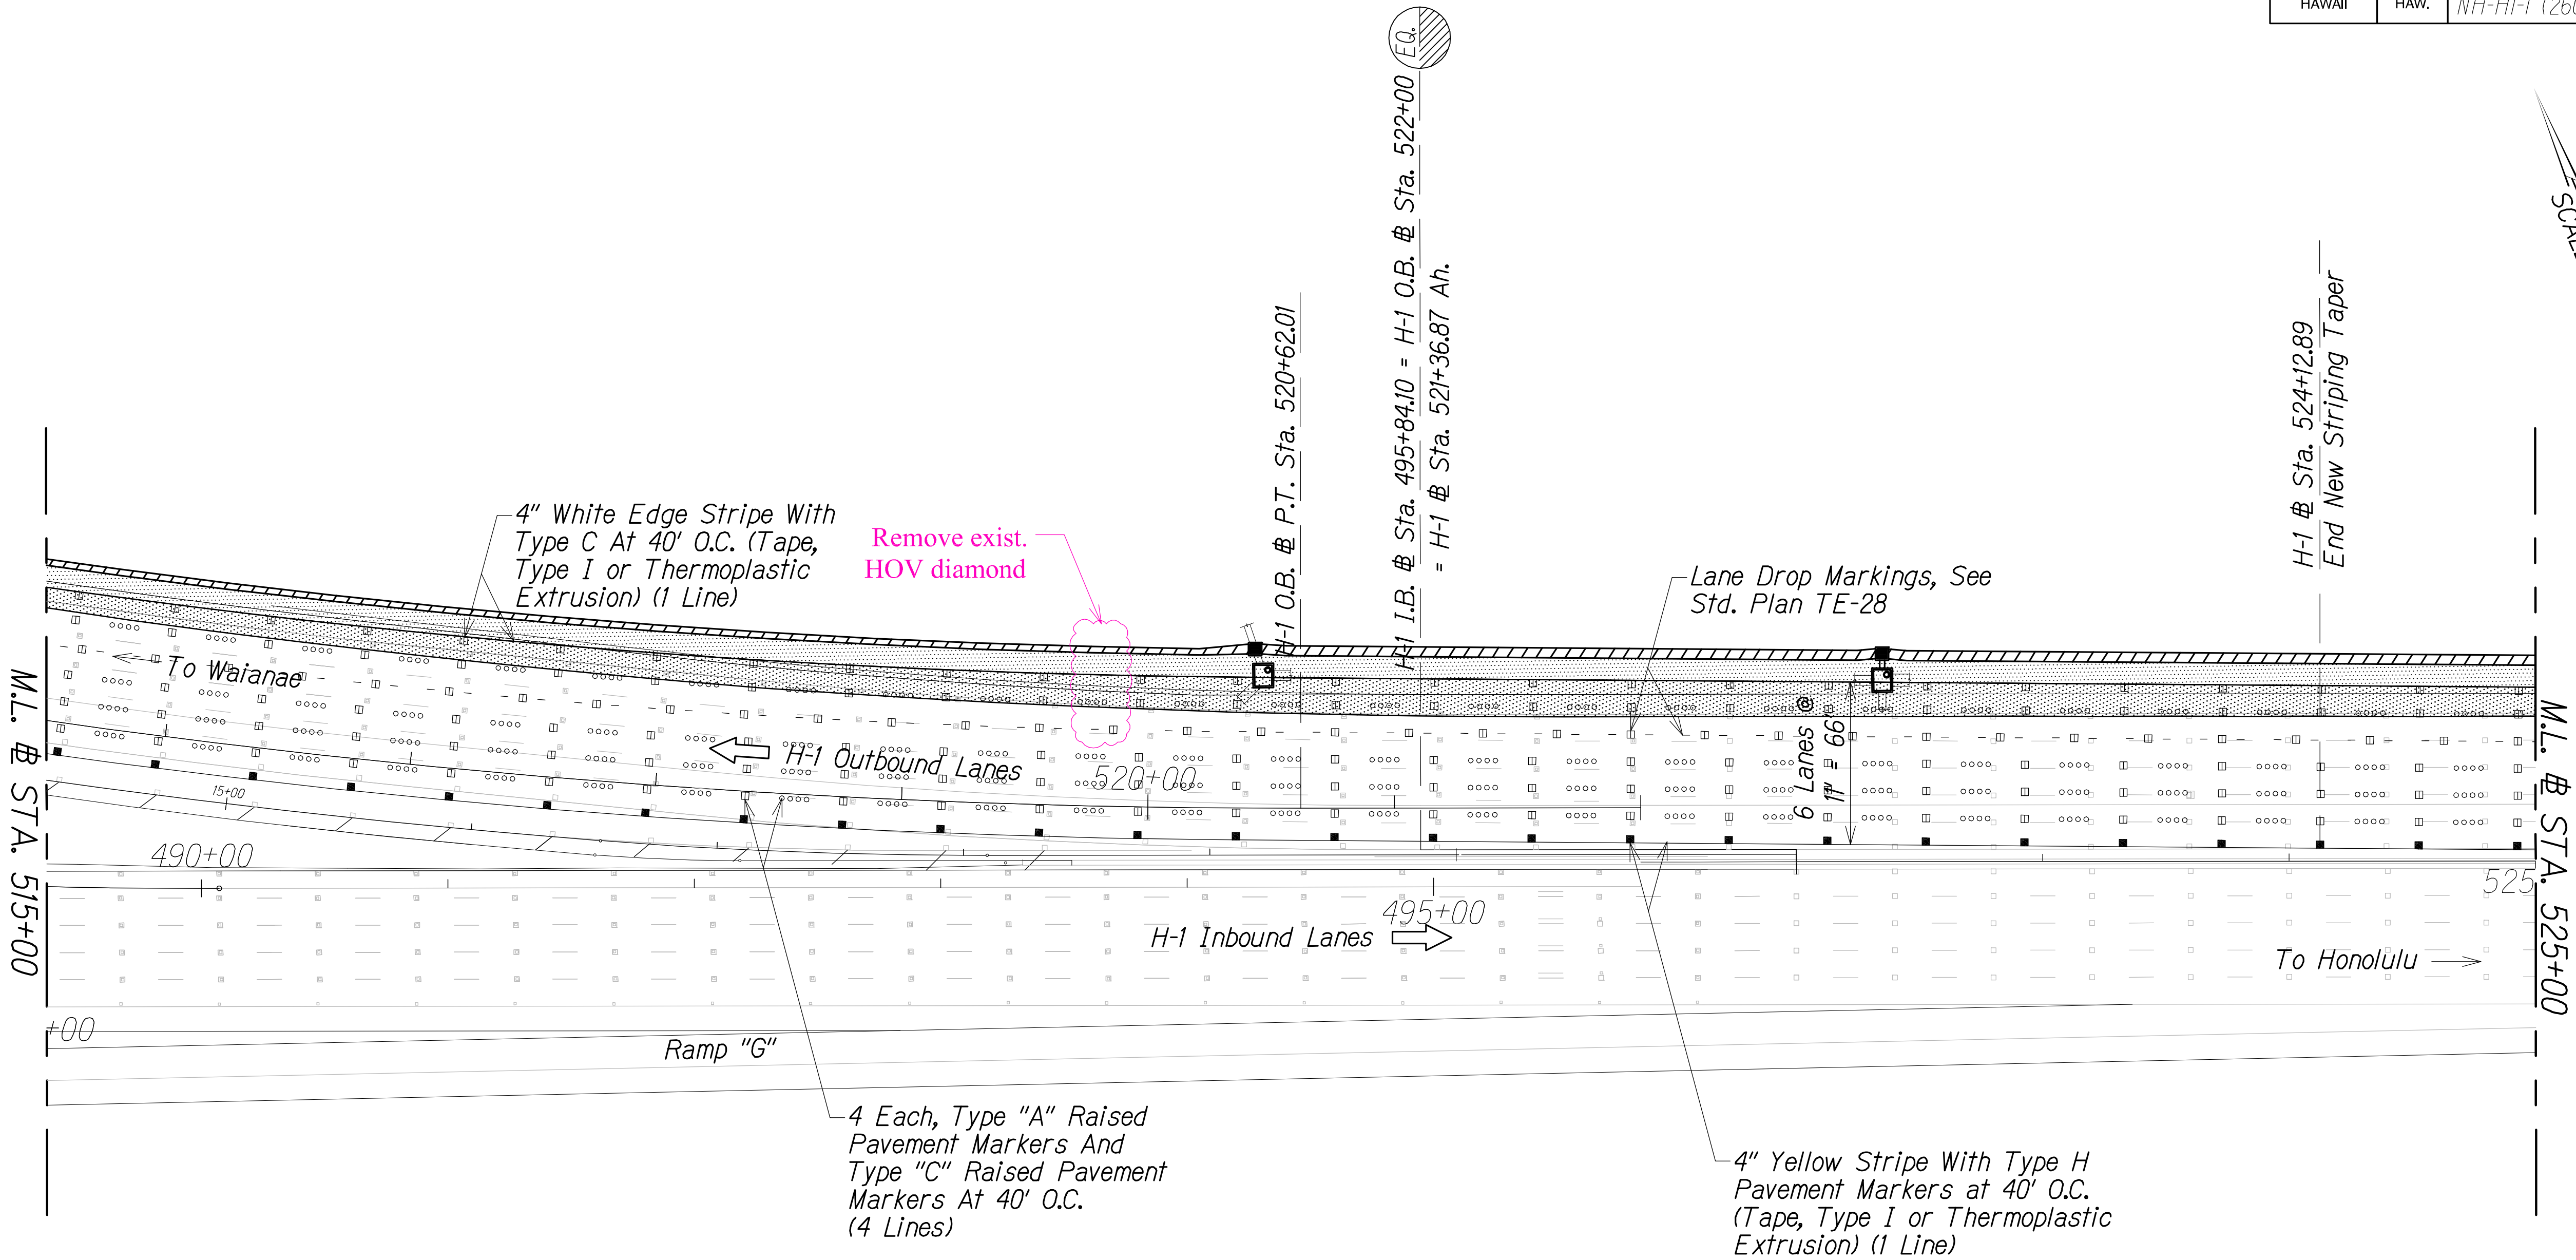 HAWAII
HAW.
EQ.
H-1 I.B. ⅊ Sta. 495+84.10 = H-1 O.B. ⅊ Sta. 522+00
= H-1 ⅊ Sta. 521+36.87 Ah.
H-1 O.B. ⅊ P.T. Sta. 520+62.01
H-1 ⅊ Sta. 524+12.89
End New Striping Taper
4" White Edge Stripe With
Type C At 40' O.C. (Tape,
Type I or Thermoplastic
Extrusion) (1 Line)
Remove exist.
HOV diamond
Lane Drop Markings, See
Std. Plan TE-28
To Waianae
H-1 Outbound Lanes
520+00
6 Lanes @
11' = 66'
15+00
490+00
495+00
525
H-1 Inbound Lanes
To Honolulu
M.L. ⅊ STA. 515+00
M.L. ⅊ STA. 525+00
+00
Ramp "G"
4 Each, Type "A" Raised
Pavement Markers And
Type "C" Raised Pavement
Markers At 40' O.C.
(4 Lines)
4" Yellow Stripe With Type H
Pavement Markers at 40' O.C.
(Tape, Type I or Thermoplastic
Extrusion) (1 Line)